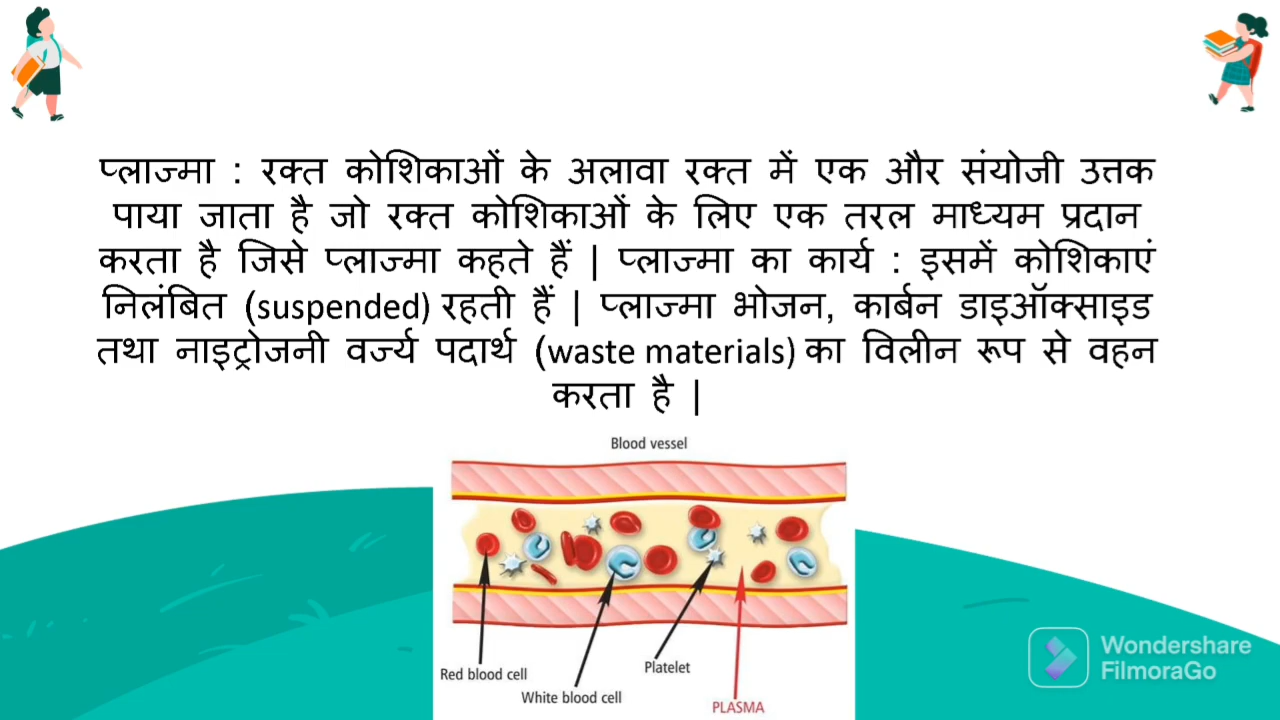 प्लाज्मा : रक्त कोशिकाओं के अलावा रक्त में एक और संयोजी उत्तक
पाया जाता है जो रक्त कोशिकाओं के लिए एक तरल माध्यम प्रदान
करता है जिसे प्लाज्मा कहते हैं | प्लाज्मा का कार्य : इसमें कोशिकाएं
निलंबित (suspended) रहती हैं | प्लाज्मा भोजन, कार्बन डाइऑक्साइड
तथा नाइट्रोजनी वर्ज्य पदार्थ (waste materials) का विलीन रूप से वहन
करता है |
Blood vessel
Red blood cell
White blood cell
Platelet
PLASMA
Wondershare
FilmoraGo